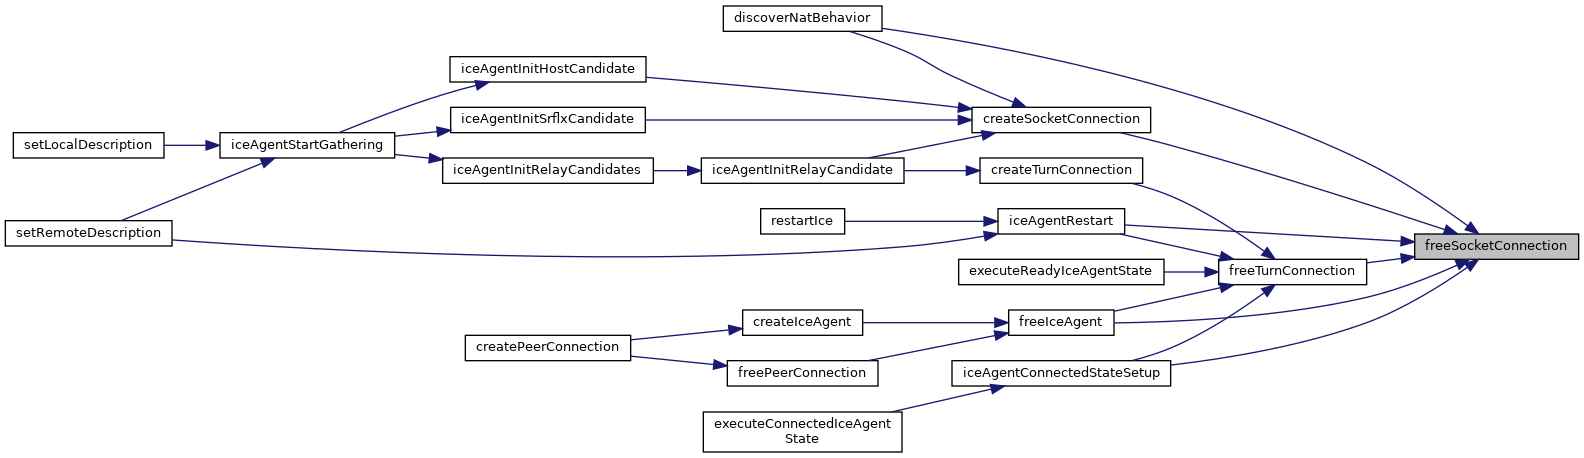 discoverNatBehavior
iceAgentInitHostCandidate
iceAgentInitSrflxCandidate
createSocketConnection
setLocalDescription
iceAgentStartGathering
iceAgentInitRelayCandidates
iceAgentInitRelayCandidate
createTurnConnection
restartIce
iceAgentRestart
setRemoteDescription
freeSocketConnection
executeReadyIceAgentState
freeTurnConnection
createIceAgent
freeIceAgent
createPeerConnection
freePeerConnection
iceAgentConnectedStateSetup
executeConnectedIceAgent
State